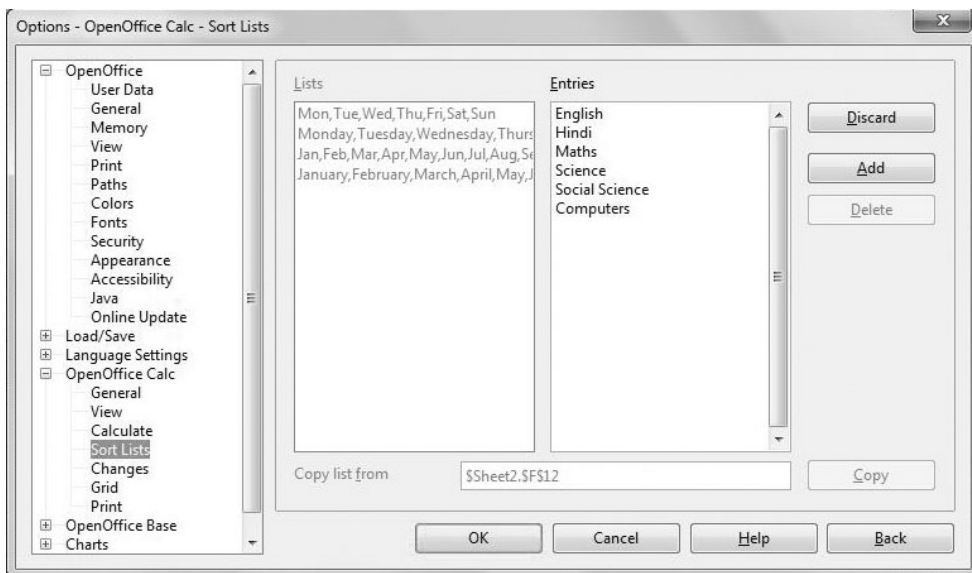 Options - OpenOffice Calc - Sort Lists
OpenOffice
User Data
General
Memory
View
Print
Paths
Colors
Fonts
Security
Appearance
Accessibility
Java
Online Update
Load/Save
Language Settings
OpenOffice Calc
General
View
Calculate
Sort Lists
Changes
Grid
Print
OpenOffice Base
Charts
Lists
Mon,Tue,Wed,Thu,Fri,Sat,Sun
Monday,Tuesday,Wednesday,Thurs
Jan,Feb,Mar,Apr,May,Jun,Jul,Aug,Se
January,February,March,April,May,J
Entries
English
Hindi
Maths
Science
Social Science
Computers
Discard
Add
Delete
Copy list from
$Sheet2.$F$12
Copy
OK
Cancel
Help
Back